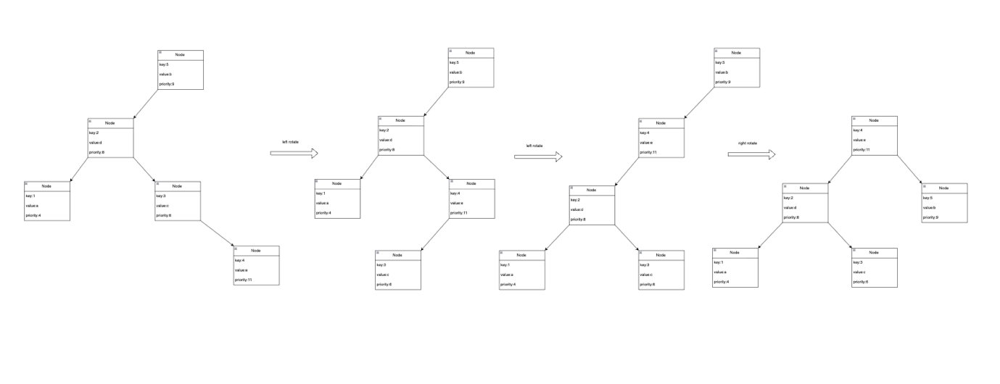 Node
key:5
value:b
priority:9
Node
key:2
value:d
priority:8
Node
key:1
value:a
priority:4
Node
key:3
value:c
priority:6
Node
key:4
value:e
priority:11
left rotate
Node
key:5
value:b
priority:9
Node
key:2
value:d
priority:8
Node
key:1
value:a
priority:4
Node
key:4
value:e
priority:11
Node
key:3
value:c
priority:6
left rotate
Node
key:5
value:b
priority:9
Node
key:4
value:e
priority:11
Node
key:2
value:d
priority:8
Node
key:1
value:a
priority:4
Node
key:3
value:c
priority:6
right rotate
Node
key:4
value:e
priority:11
Node
key:2
value:d
priority:8
Node
key:5
value:b
priority:9
Node
key:1
value:a
priority:4
Node
key:3
value:c
priority:6